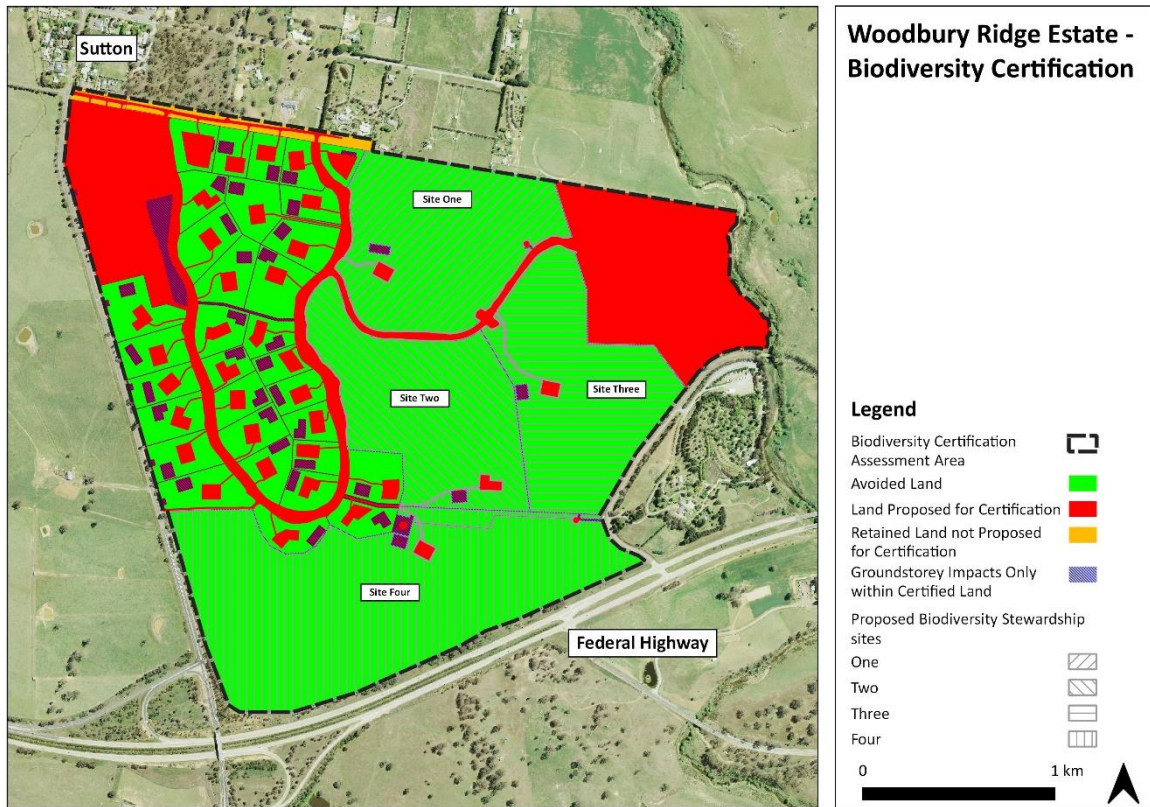 Sutton
Site One
Site Two
Site Three
Site Four
Federal Highway
Woodbury Ridge Estate -
Biodiversity Certification
Legend
Biodiversity Certification
Assessment Area
Avoided Land
Land Proposed for Certification
Retained Land not Proposed
for Certification
Groundstorey Impacts Only
within Certified Land
Proposed Biodiversity Stewardship
sites
One
Two
Three
Four
0 1 km